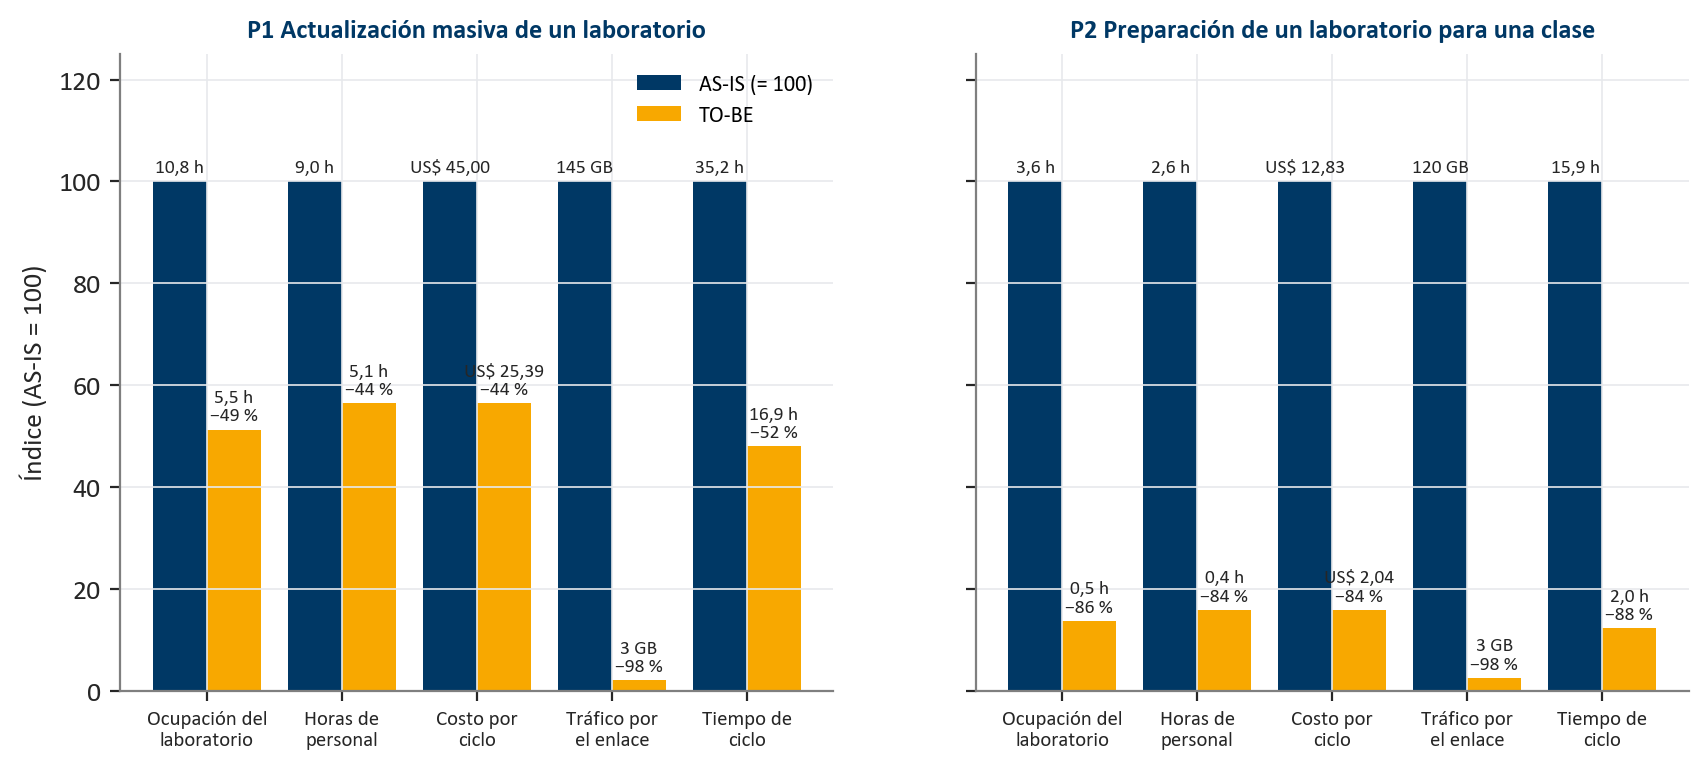 P1 Actualización masiva de un laboratorio
Índice (AS-IS = 100)
120
100
80
60
40
20
0
AS-IS (= 100)
TO-BE
10,8 h
9,0 h
US$ 45,00
145 GB
35,2 h
5,5 h
−49 %
5,1 h
−44 %
US$ 25,39
−44 %
3 GB
−98 %
16,9 h
−52 %
Ocupación del
laboratorio
Horas de
personal
Costo por
ciclo
Tráfico por
el enlace
Tiempo de
ciclo
P2 Preparación de un laboratorio para una clase
3,6 h
2,6 h
US$ 12,83
120 GB
15,9 h
0,5 h
−86 %
0,4 h
−84 %
US$ 2,04
−84 %
3 GB
−98 %
2,0 h
−88 %
Ocupación del
laboratorio
Horas de
personal
Costo por
ciclo
Tráfico por
el enlace
Tiempo de
ciclo